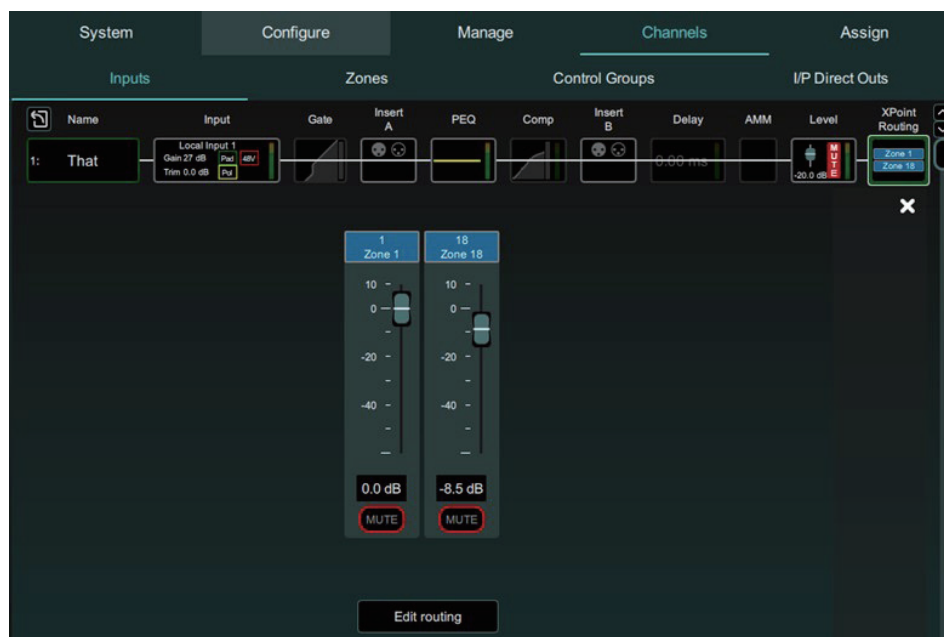 System Configure Manage Channels Assign
Inputs Zones Control Groups I/P Direct Outs
Name Input Gate Insert A PEQ Comp Insert B Delay AMM Level XPoint Routing
1: That
Local Input 1
Gain 27 dB Pad 48V
Trim 0.0 dB Pol
0.00 ms
-20.0 dB MUTE
Zone 1
Zone 18
1
Zone 1
18
Zone 18
10 10
0 0
-20 -20
-40 -40
0.0 dB -8.5 dB
MUTE MUTE
Edit routing